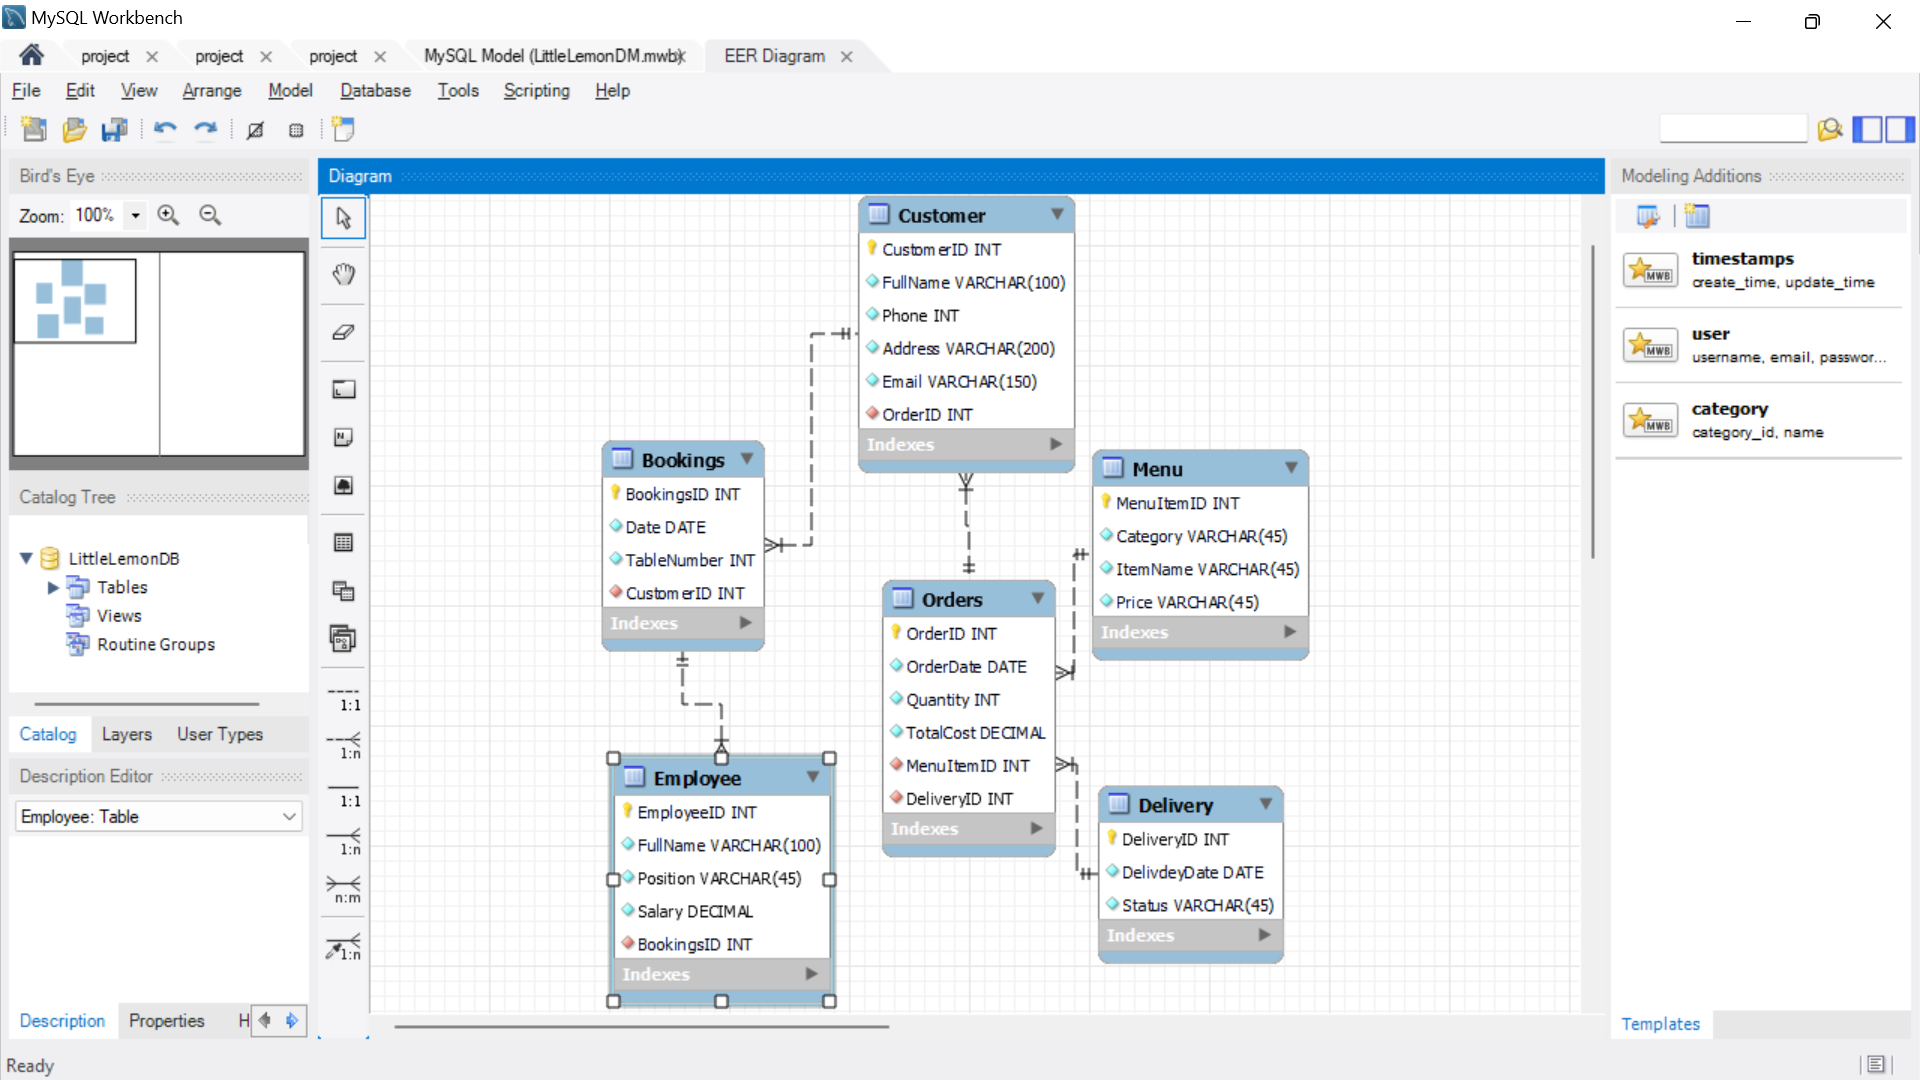 MySQL Workbench
project
project
project
MySQL Model (LittleLemonDM.mwb)
EER Diagram
File Edit View Arrange Model Database Tools Scripting Help
Bird's Eye
Zoom: 100%
Catalog Tree
LittleLemonDB
Tables
Views
Routine Groups
Catalog Layers User Types
Description Editor
Employee: Table
Description Properties H
Ready
Diagram
1:1
1:n
1:1
1:n
n:m
1:n
Customer
CustomerID INT
FullName VARCHAR(100)
Phone INT
Address VARCHAR(200)
Email VARCHAR(150)
OrderID INT
Indexes
Bookings
BookingsID INT
Date DATE
TableNumber INT
CustomerID INT
Indexes
Menu
MenuItemID INT
Category VARCHAR(45)
ItemName VARCHAR(45)
Price VARCHAR(45)
Indexes
Orders
OrderID INT
OrderDate DATE
Quantity INT
TotalCost DECIMAL
MenuItemID INT
DeliveryID INT
Indexes
Employee
EmployeeID INT
FullName VARCHAR(100)
Position VARCHAR(45)
Salary DECIMAL
BookingsID INT
Indexes
Delivery
DeliveryID INT
DelivdeyDate DATE
Status VARCHAR(45)
Indexes
Modeling Additions
MWB
timestamps
create_time, update_time
MWB
user
username, email, passwor...
MWB
category
category_id, name
Templates